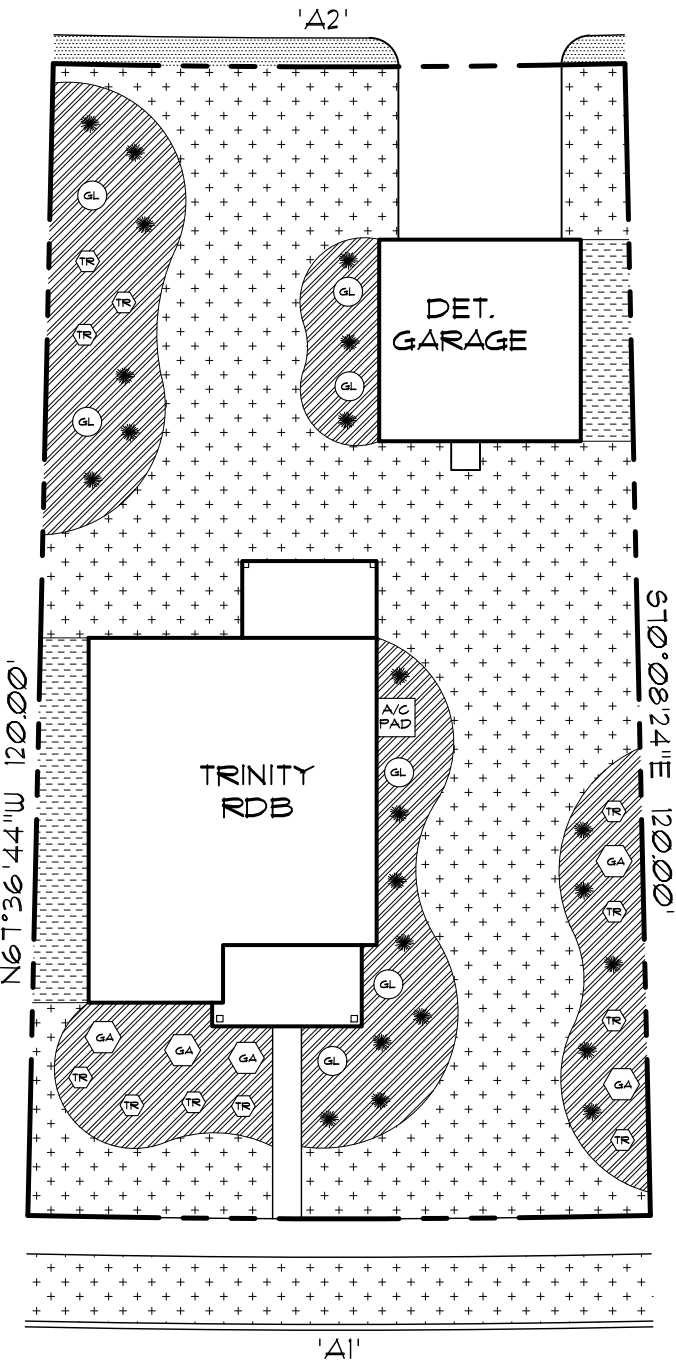 'A2'
GL
TR
TR
TR
GL
GL
GL
DET.
GARAGE
N67°36'44"W 120.00'
S70°08'24"E 120.00'
A/C
PAD
GL
TRINITY
RDB
TR
GA
TR
GL
TR
GA
TR
GA
GA
GA
TR
TR
TR
TR
GL
'A1'